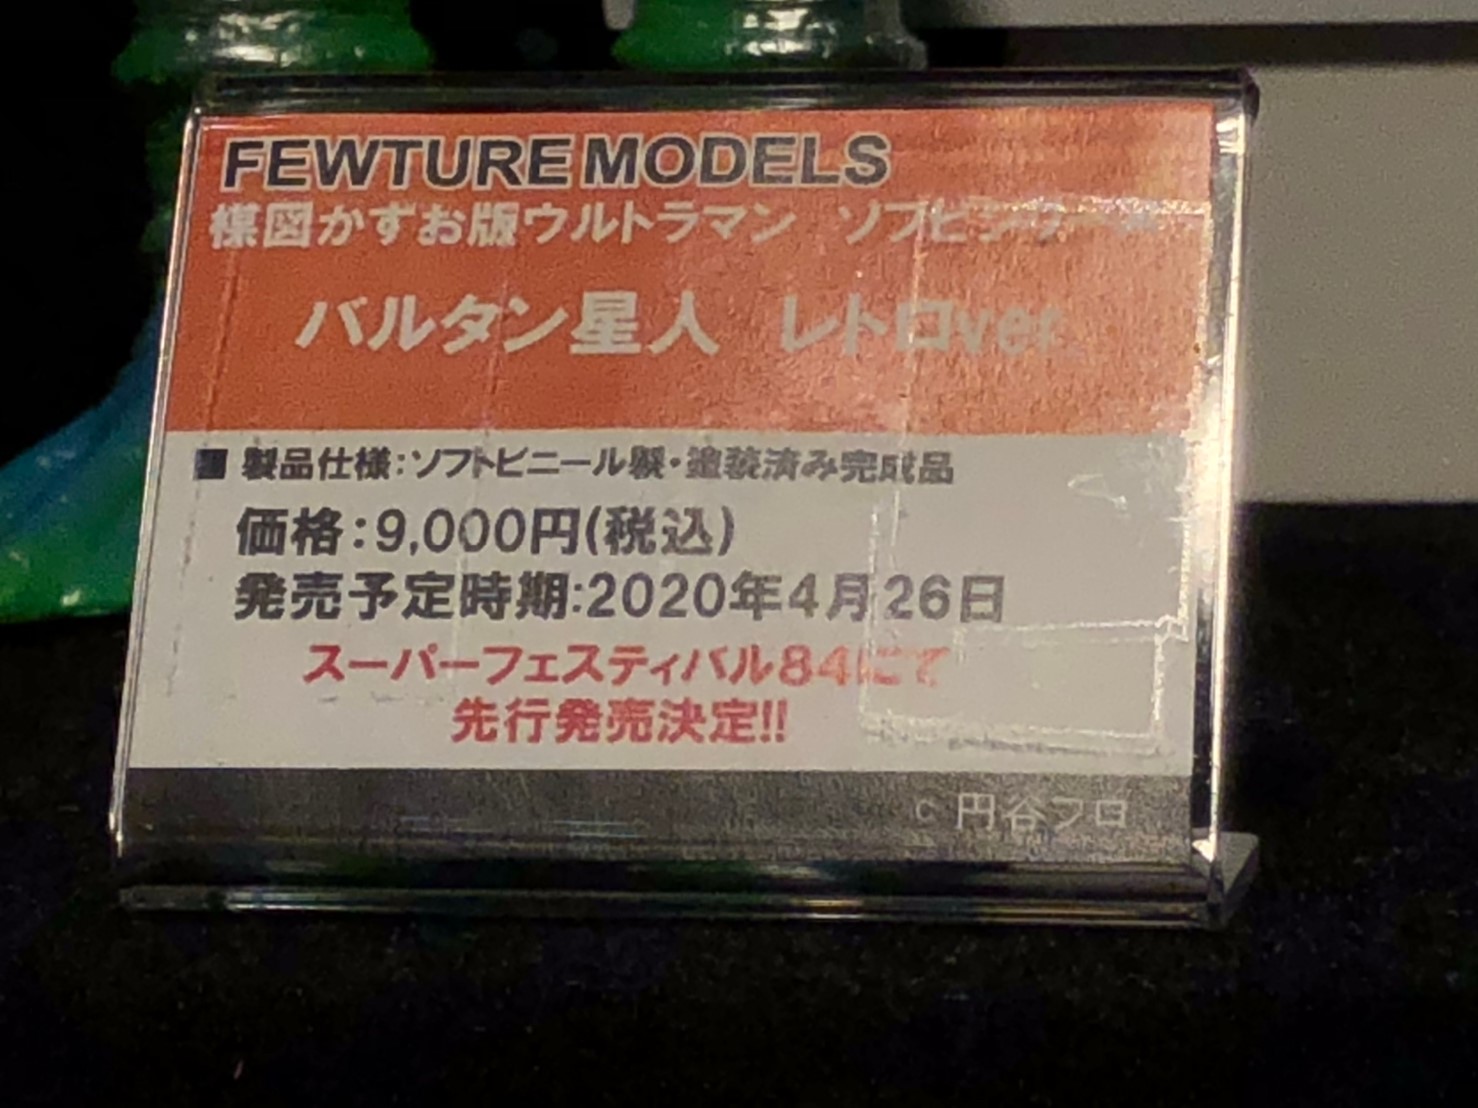 FEWTURE MODELS
楳図かずお版ウルトラマン ソフビシリーズ
バルタン星人 レトロver.
■ 製品仕様:ソフトビニール製・塗装済み完成品
価格:9,000円(税込)
発売予定時期:2020年4月26日
スーパーフェスティバル84にて
先行発売決定!!
c 円谷プロ